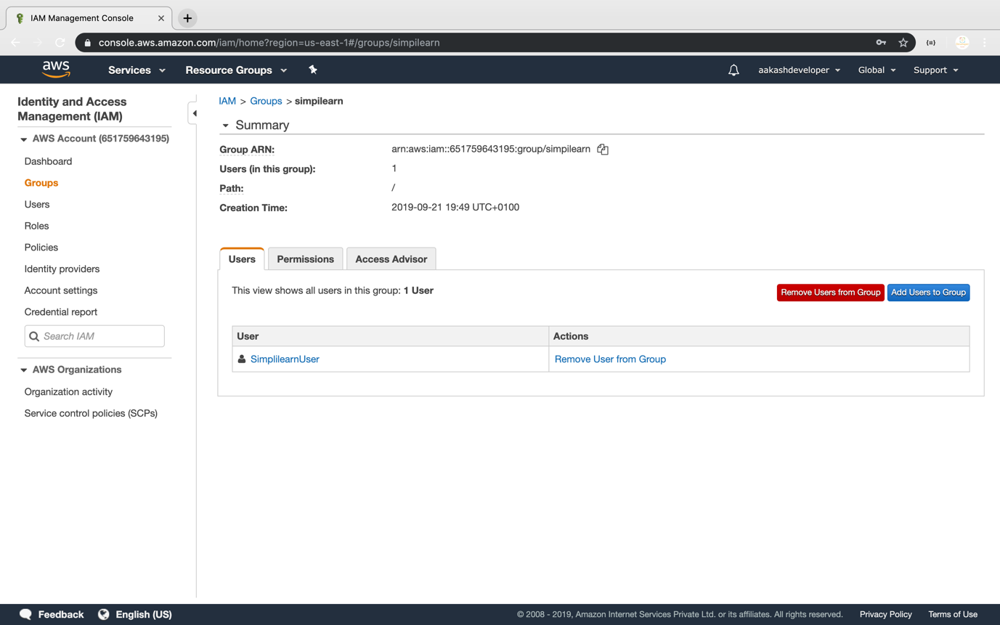 IAM Management Console
console.aws.amazon.com/iam/home?region=us-east-1#/groups/simpilearn
aws
Services
Resource Groups
aakashdeveloper
Global
Support
Identity and Access
Management (IAM)
AWS Account (651759643195)
Dashboard
Groups
Users
Roles
Policies
Identity providers
Account settings
Credential report
Search IAM
AWS Organizations
Organization activity
Service control policies (SCPs)
IAM > Groups > simpilearn
Summary
Group ARN: arn:aws:iam::651759643195:group/simpilearn
Users (in this group): 1
Path: /
Creation Time: 2019-09-21 19:49 UTC+0100
Users Permissions Access Advisor
This view shows all users in this group: 1 User
Remove Users from Group Add Users to Group
User Actions
SimplilearnUser Remove User from Group
Feedback English (US)
© 2008 - 2019, Amazon Internet Services Private Ltd. or its affiliates. All rights reserved. Privacy Policy Terms of Use